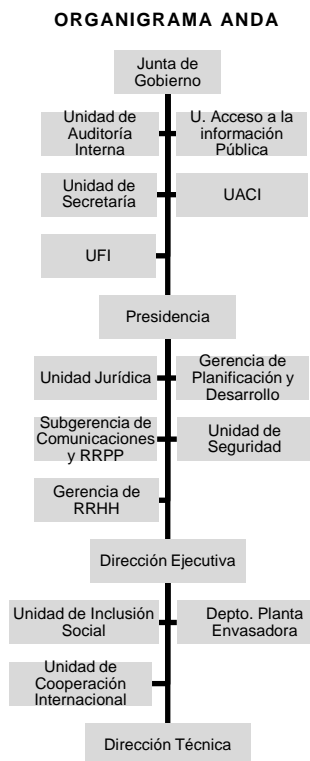 ORGANIGRAMA ANDA
Junta de
Gobierno
Unidad de
Auditoría
Interna
U. Acceso a la
información
Pública
Unidad de
Secretaría
UACI
UFI
Presidencia
Unidad Jurídica
Gerencia de
Planificación y
Desarrollo
Subgerencia de
Comunicaciones
y RRPP
Unidad de
Seguridad
Gerencia de
RRHH
Dirección Ejecutiva
Unidad de Inclusión
Social
Depto. Planta
Envasadora
Unidad de
Cooperación
Internacional
Dirección Técnica